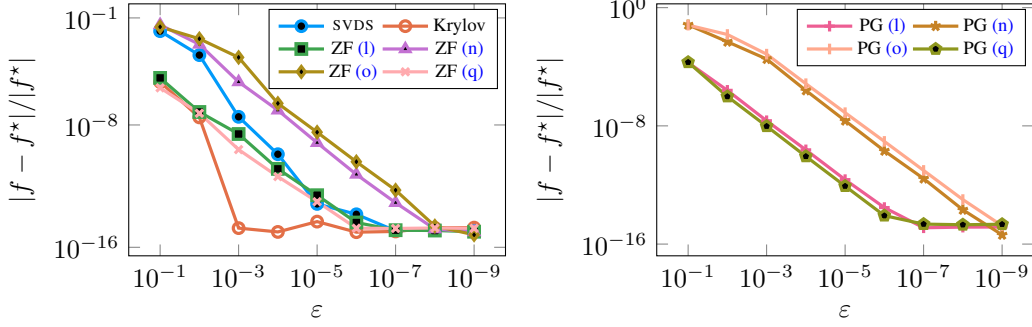 10⁻¹
10⁻⁸
10⁻¹⁶
|f − f⋆|/|f⋆|
SVDS
Krylov
ZF (l)
ZF (n)
ZF (o)
ZF (q)
10⁻¹ 10⁻³ 10⁻⁵ 10⁻⁷ 10⁻⁹
ε
10⁰
10⁻⁸
10⁻¹⁶
|f − f⋆|/|f⋆|
PG (l)
PG (n)
PG (o)
PG (q)
10⁻¹ 10⁻³ 10⁻⁵ 10⁻⁷ 10⁻⁹
ε